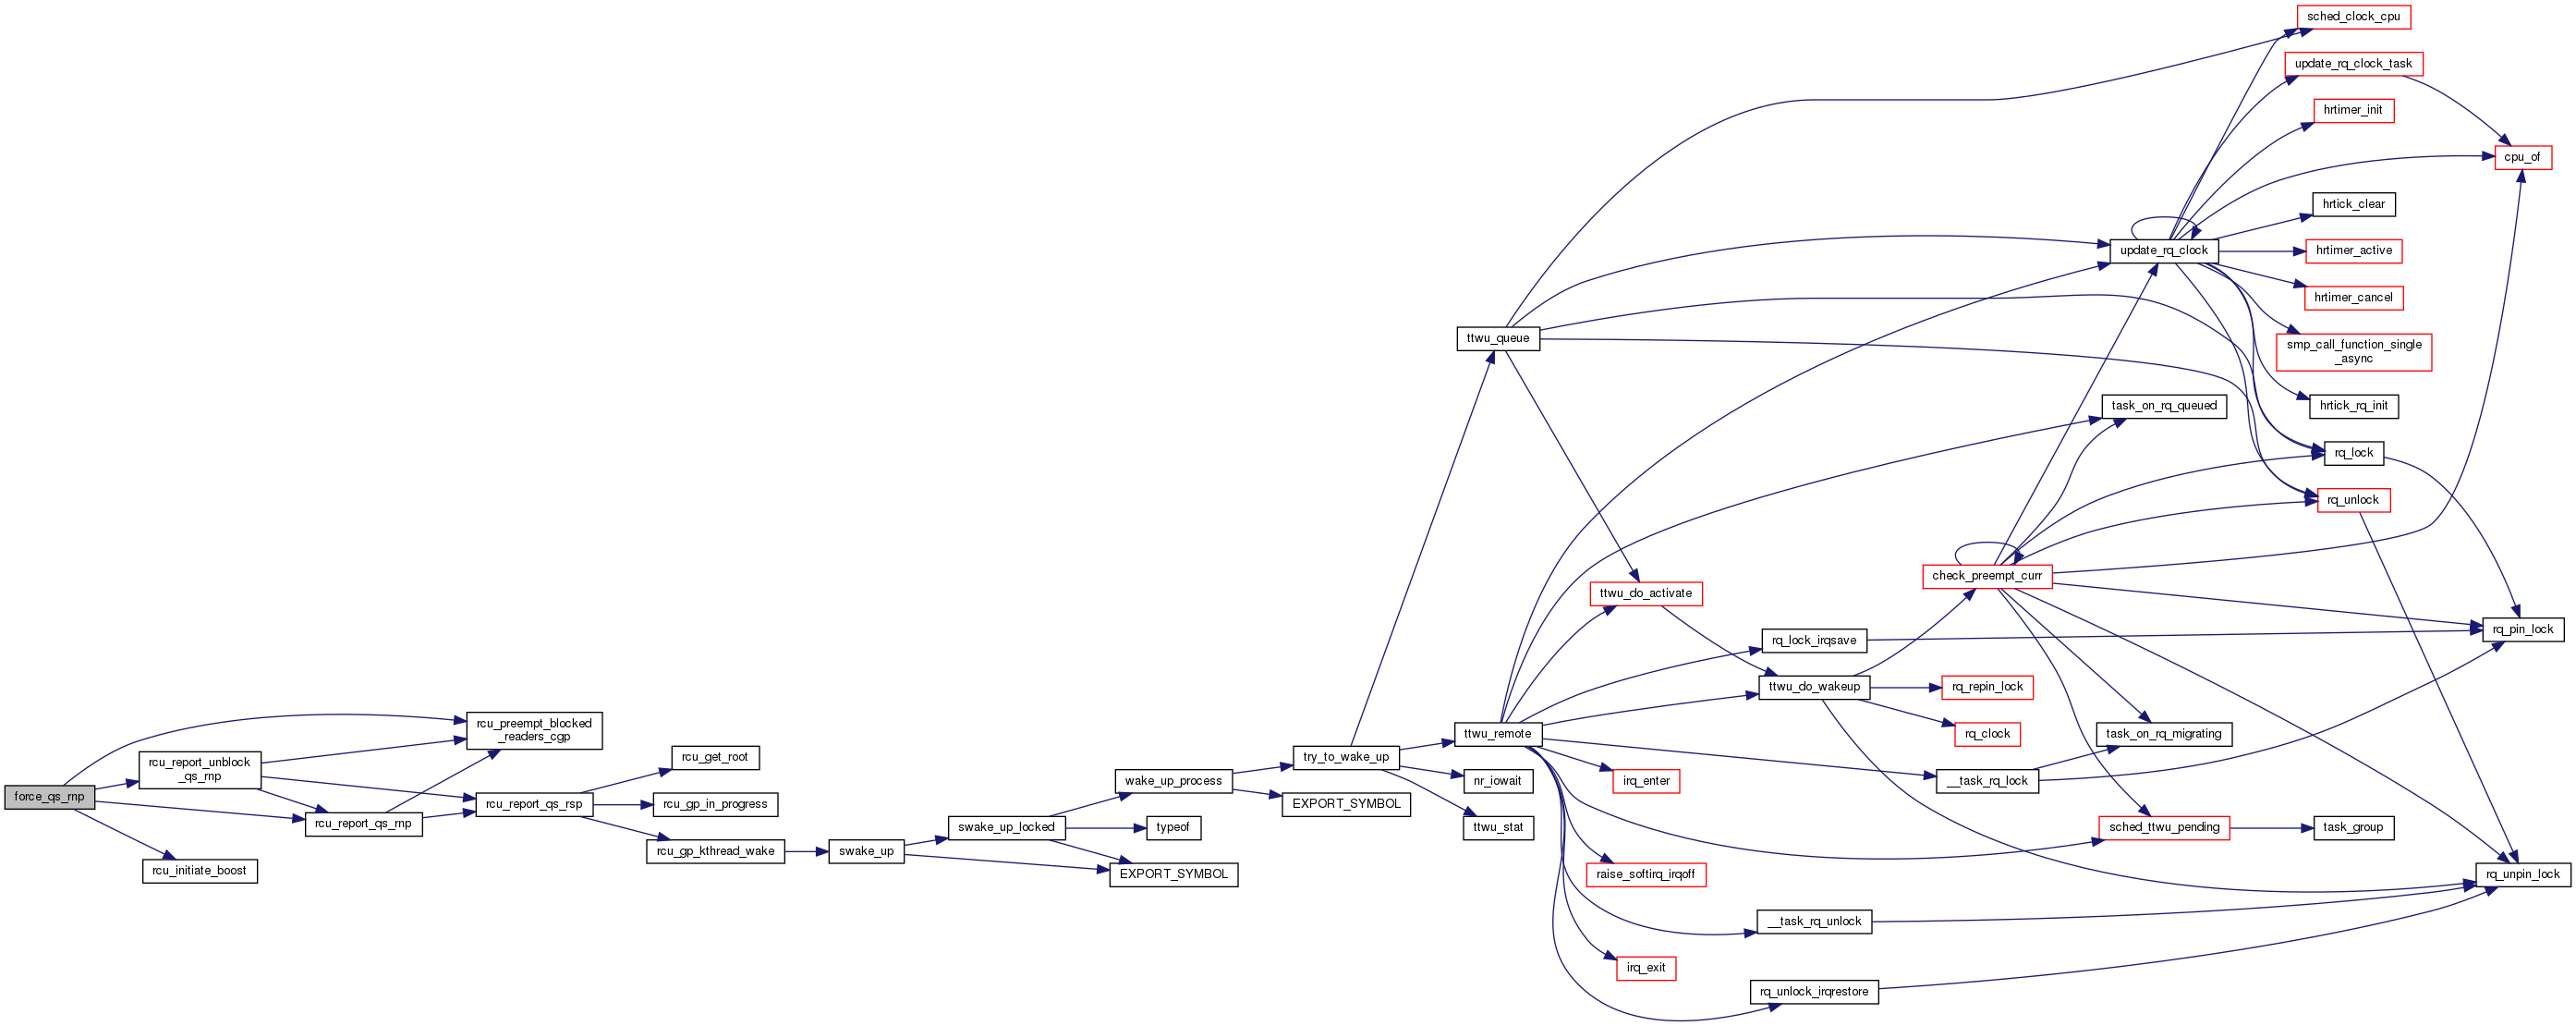 force_qs_rnp
rcu_preempt_blocked
_readers_cgp
rcu_report_unblock
_qs_rnp
rcu_report_qs_rnp
rcu_initiate_boost
rcu_report_qs_rsp
rcu_get_root
rcu_gp_in_progress
rcu_gp_kthread_wake
swake_up
swake_up_locked
EXPORT_SYMBOL
wake_up_process
typeof
try_to_wake_up
EXPORT_SYMBOL
ttwu_queue
ttwu_remote
nr_iowait
ttwu_stat
ttwu_do_activate
irq_enter
raise_softirq_irqoff
irq_exit
rq_lock_irqsave
ttwu_do_wakeup
__task_rq_unlock
rq_unlock_irqrestore
check_preempt_curr
rq_repin_lock
rq_clock
__task_rq_lock
update_rq_clock
task_on_rq_queued
task_on_rq_migrating
sched_ttwu_pending
sched_clock_cpu
update_rq_clock_task
hrtimer_init
hrtick_clear
hrtimer_active
hrtimer_cancel
smp_call_function_single
_async
hrtick_rq_init
rq_lock
rq_unlock
task_group
cpu_of
rq_pin_lock
rq_unpin_lock